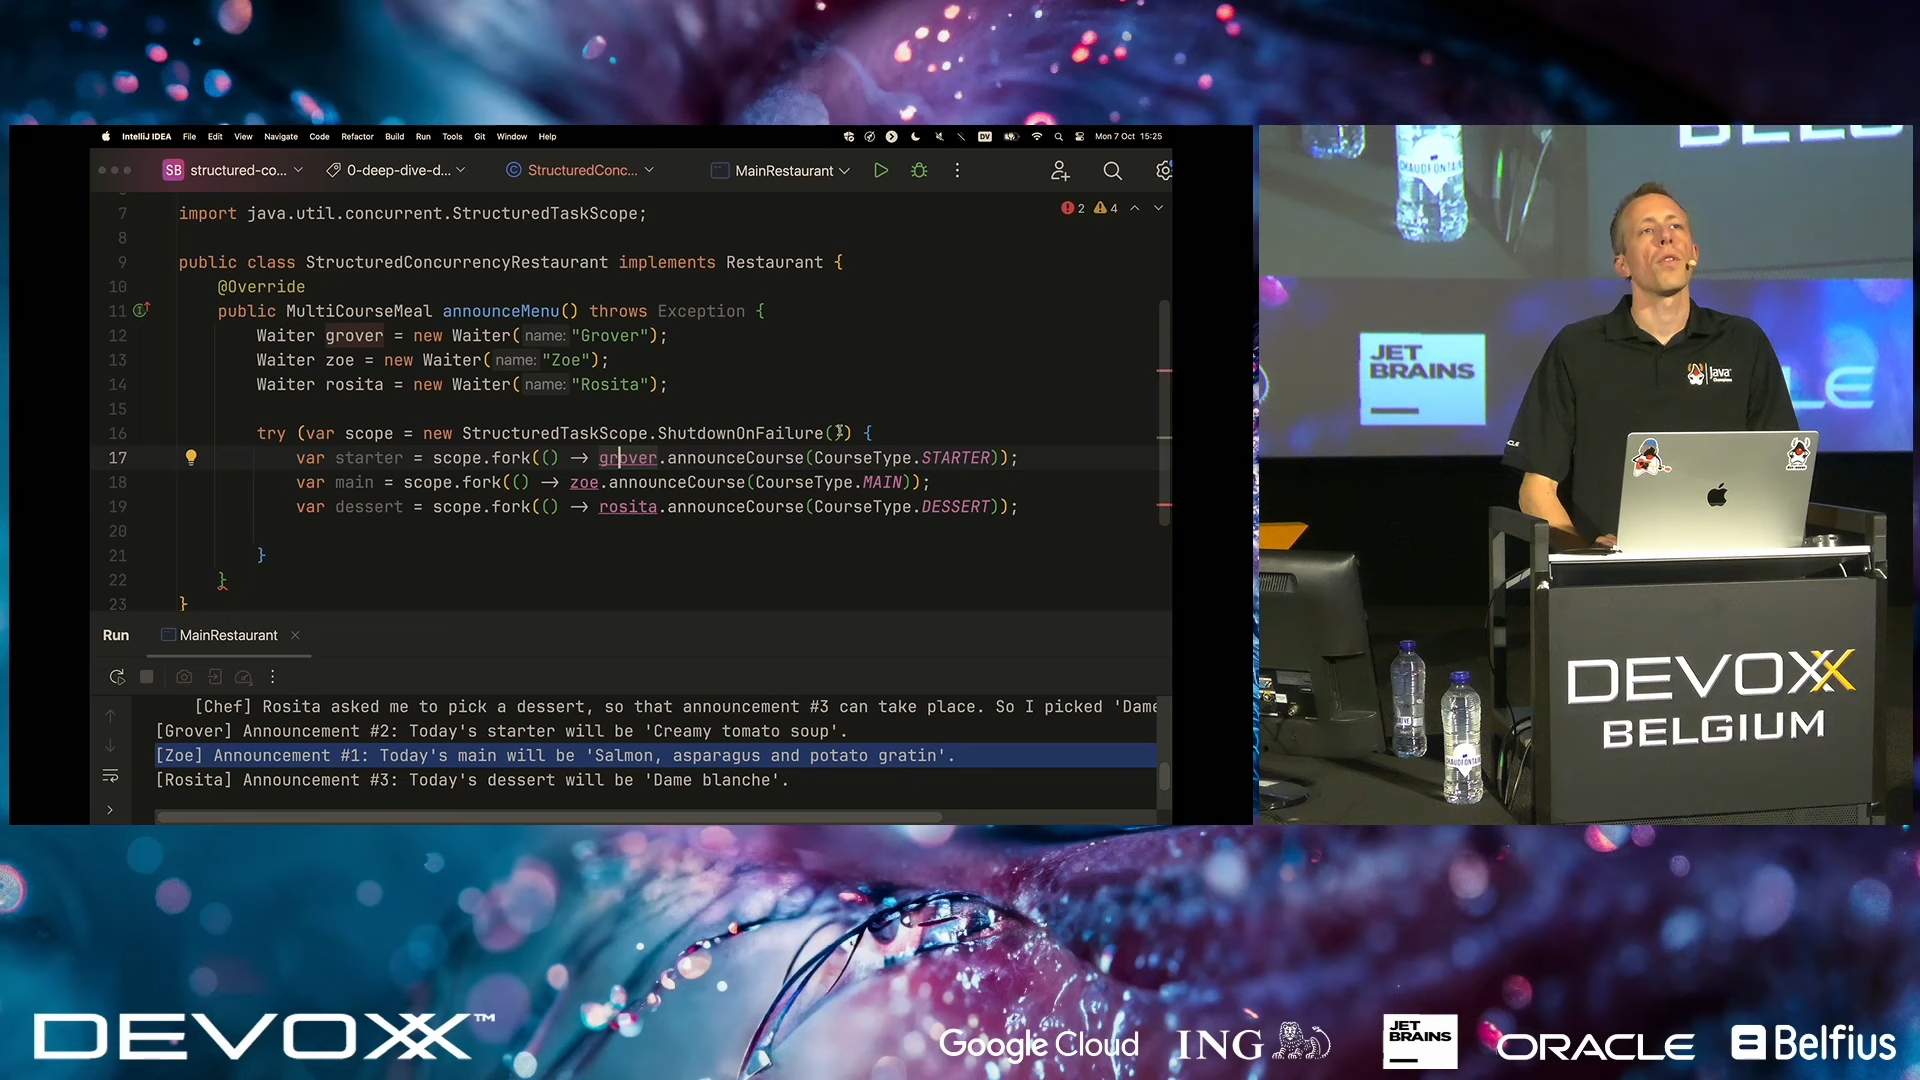 IntelliJ IDEA File Edit View Navigate Code Refactor Build Run Tools Git Window Help DV Mon 7 Oct 15:25
SB structured-co... 0-deep-dive-d... StructuredConc... MainRestaurant
7 import java.util.concurrent.StructuredTaskScope; 2 4
8
9 public class StructuredConcurrencyRestaurant implements Restaurant {
10 @Override
11 public MultiCourseMeal announceMenu() throws Exception {
12 Waiter grover = new Waiter( name: "Grover");
13 Waiter zoe = new Waiter( name: "Zoe");
14 Waiter rosita = new Waiter( name: "Rosita");
15
16 try (var scope = new StructuredTaskScope.ShutdownOnFailure()) {
17 var starter = scope.fork(() -> grover.announceCourse(CourseType.STARTER));
18 var main = scope.fork(() -> zoe.announceCourse(CourseType.MAIN));
19 var dessert = scope.fork(() -> rosita.announceCourse(CourseType.DESSERT));
20
21 }
22 }
23 }
Run MainRestaurant
[Chef] Rosita asked me to pick a dessert, so that announcement #3 can take place. So I picked 'Dame
[Grover] Announcement #2: Today's starter will be 'Creamy tomato soup'.
[Zoe] Announcement #1: Today's main will be 'Salmon, asparagus and potato gratin'.
[Rosita] Announcement #3: Today's dessert will be 'Dame blanche'.
CHAUDFONTAINE
JET
BRAINS
Java
Champions
DEVOXX
BELGIUM
DEVOXX™
Google Cloud
ING
JET
BRAINS
ORACLE
Belfius